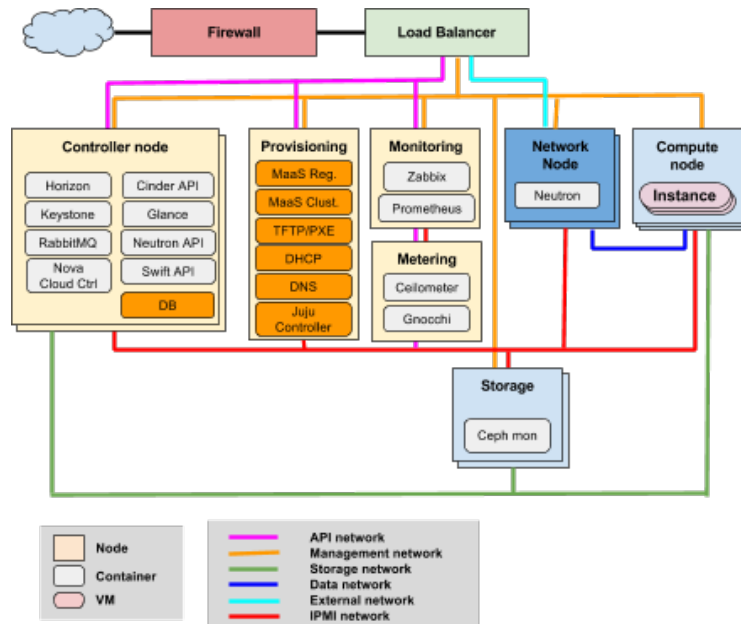 Firewall
Load Balancer
Controller node
Horizon
Cinder API
Keystone
Glance
RabbitMQ
Neutron API
Nova
Cloud Ctrl
Swift API
DB
Provisioning
MaaS Reg.
MaaS Clust.
TFTP/PXE
DHCP
DNS
Juju
Controller
Monitoring
Zabbix
Prometheus
Metering
Ceilometer
Gnocchi
Network
Node
Neutron
Compute
node
Instance
Storage
Ceph mon
Node
Container
VM
API network
Management network
Storage network
Data network
External network
IPMI network